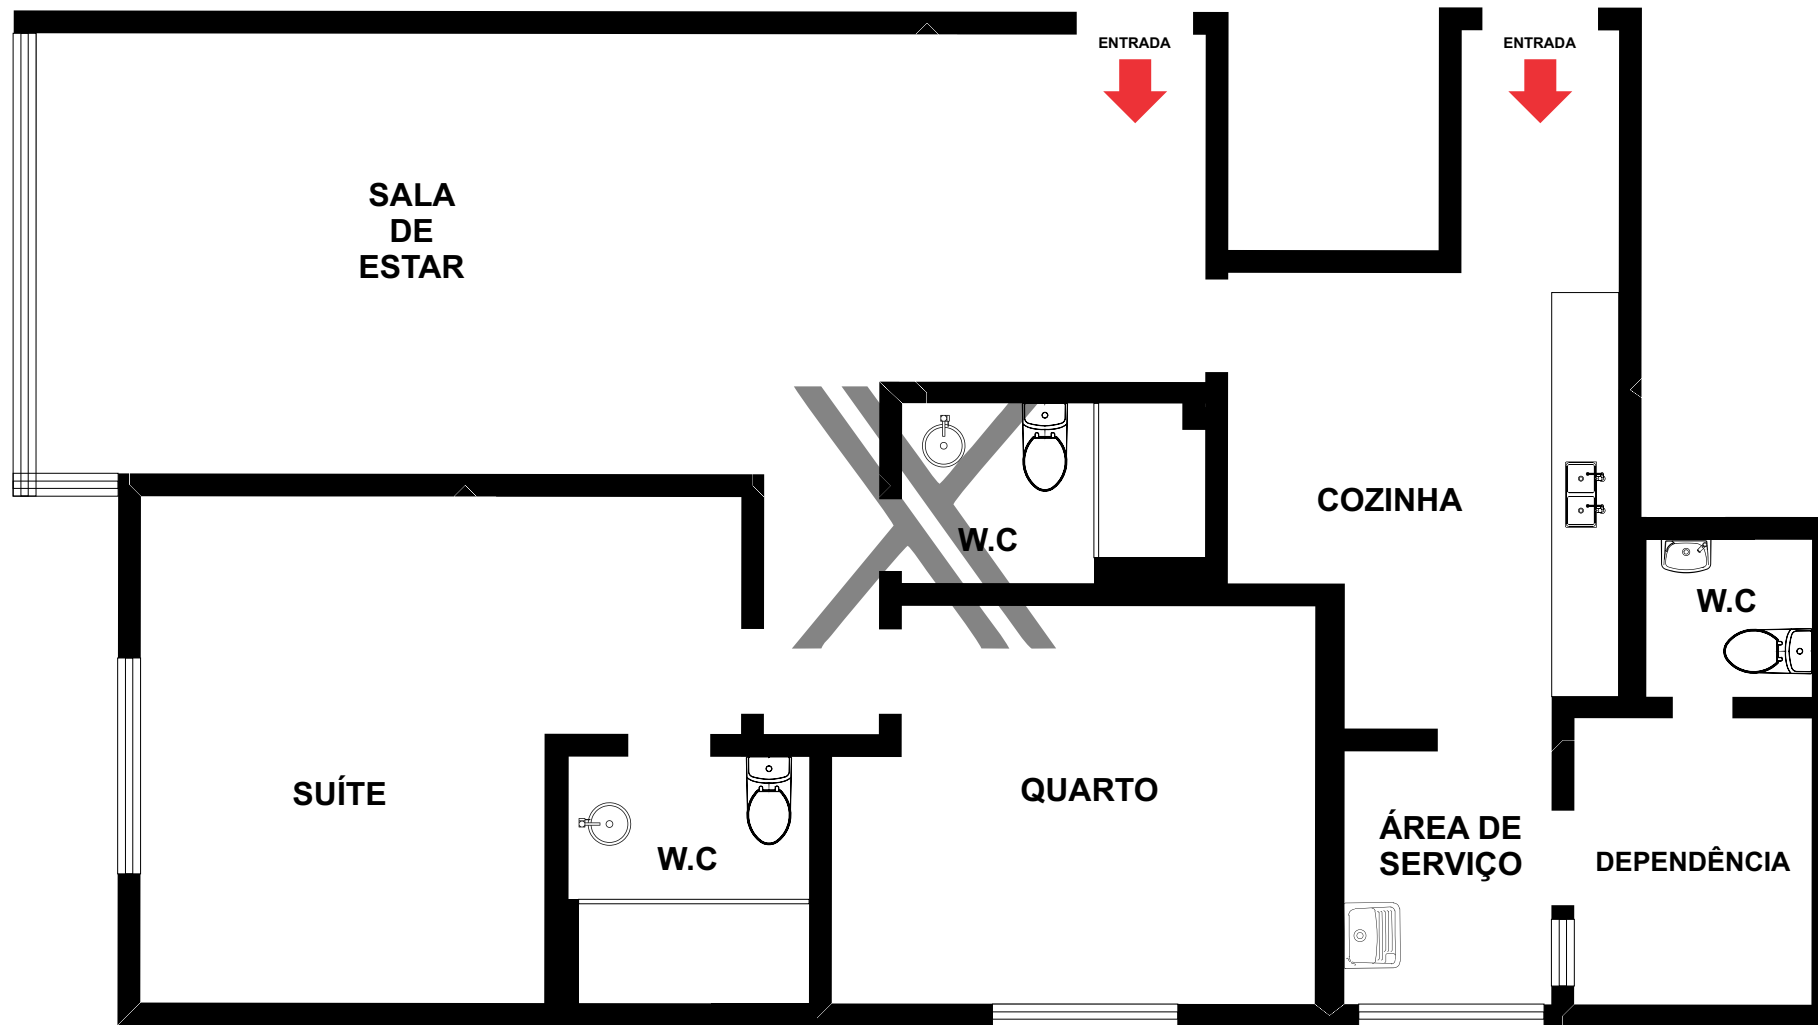 ENTRADA
ENTRADA
SALA
DE
ESTAR
COZINHA
W.C
W.C
SUÍTE
QUARTO
W.C
ÁREA DE
SERVIÇO
DEPENDÊNCIA